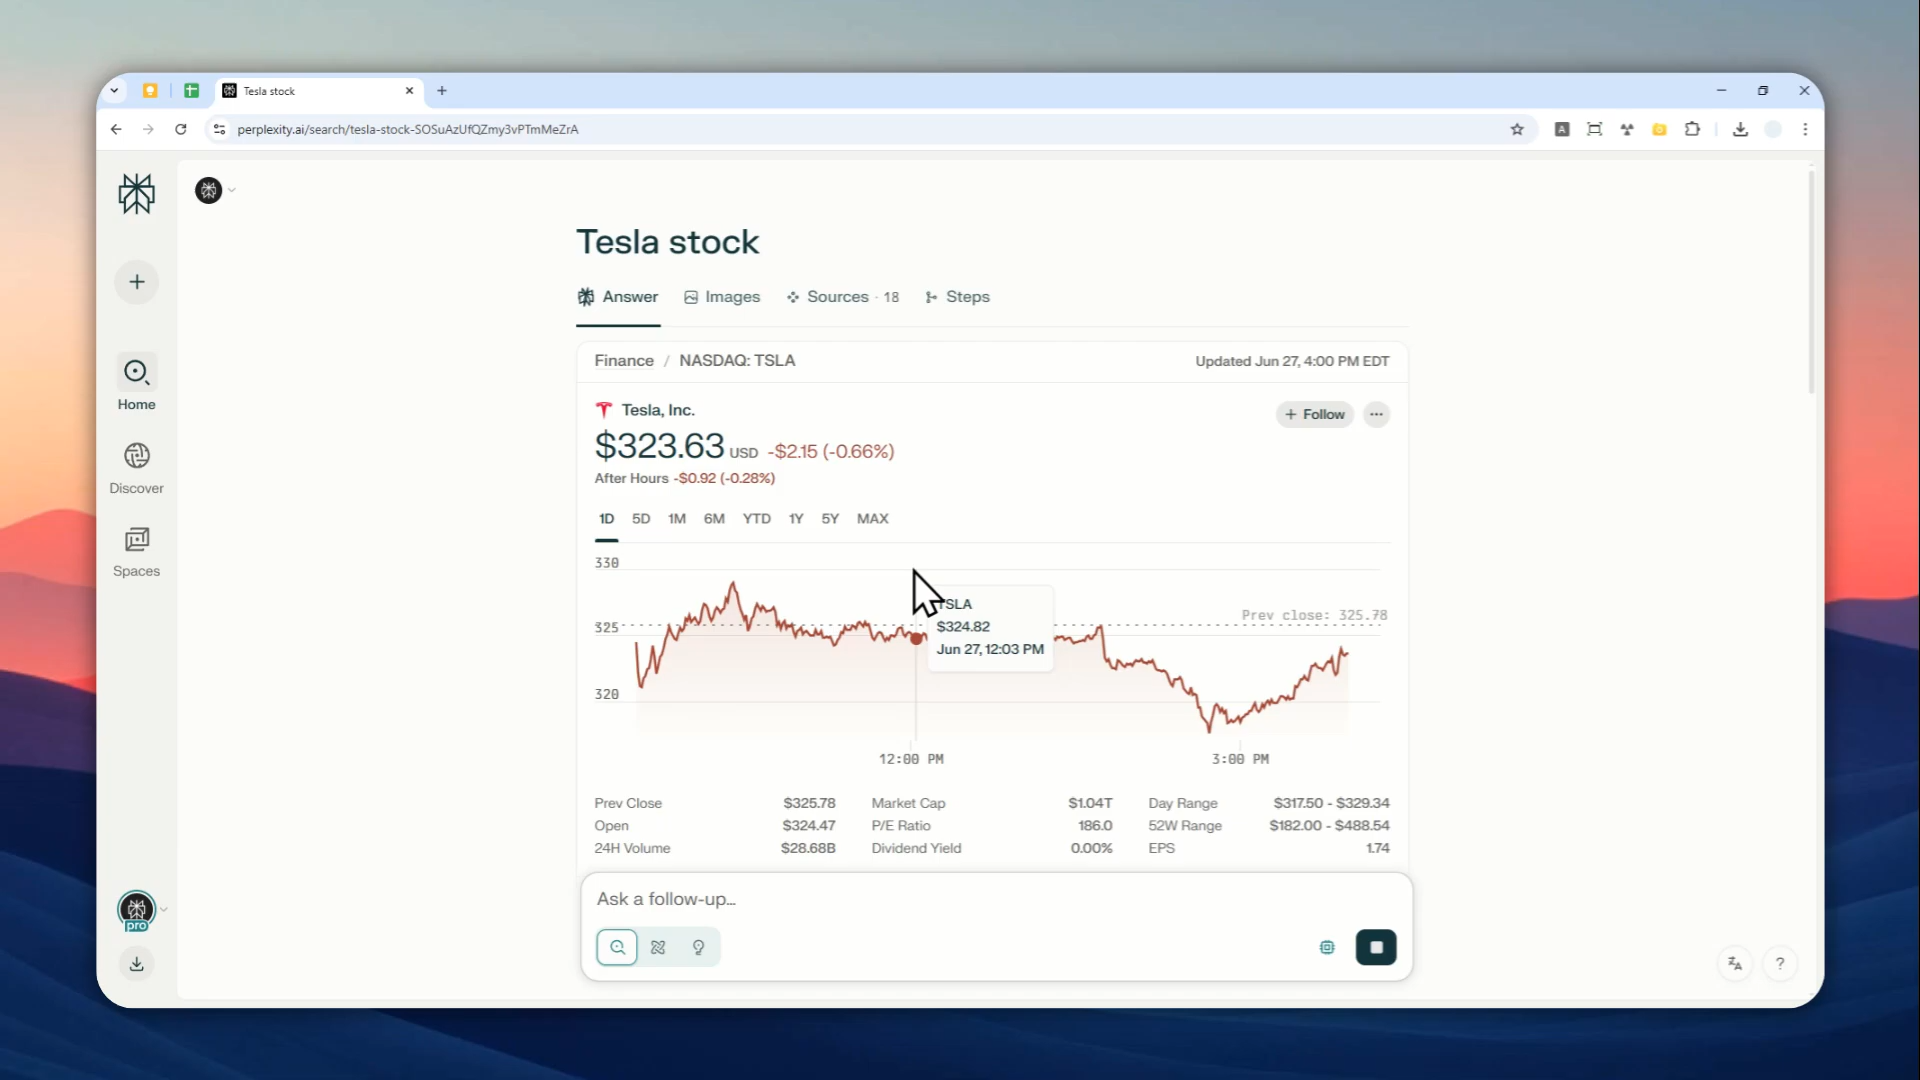 Tesla stock
perplexity.ai/search/tesla-stock-SOSuAzUfQZmy3vPTmMeZrA
A
Home
Discover
Spaces
pro
Tesla stock
Answer Images Sources · 18 Steps
Finance / NASDAQ: TSLA Updated Jun 27, 4:00 PM EDT
Tesla, Inc.
+ Follow
$323.63 USD -$2.15 (-0.66%)
After Hours -$0.92 (-0.28%)
1D 5D 1M 6M YTD 1Y 5Y MAX
330
325
320
Prev close: 325.78
TSLA
$324.82
Jun 27, 12:03 PM
12:00 PM 3:00 PM
Prev Close $325.78 Market Cap $1.04T Day Range $317.50 - $329.34
Open $324.47 P/E Ratio 186.0 52W Range $182.00 - $488.54
24H Volume $28.68B Dividend Yield 0.00% EPS 1.74
Ask a follow-up...
?